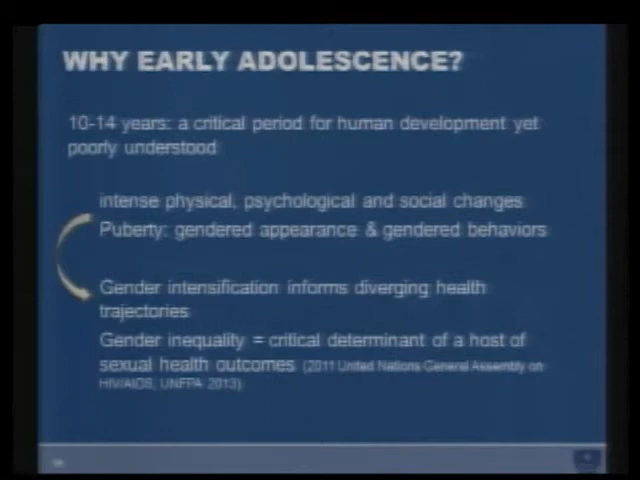 WHY EARLY ADOLESCENCE?
10-14 years: a critical period for human development yet
poorly understood
intense physical, psychological and social changes
Puberty: gendered appearance & gendered behaviors
Gender intensification informs diverging health
trajectories
Gender inequality = critical determinant of a host of
sexual health outcomes (2011 United Nations General Assembly on
HIV/AIDS, UNFPA 2013)